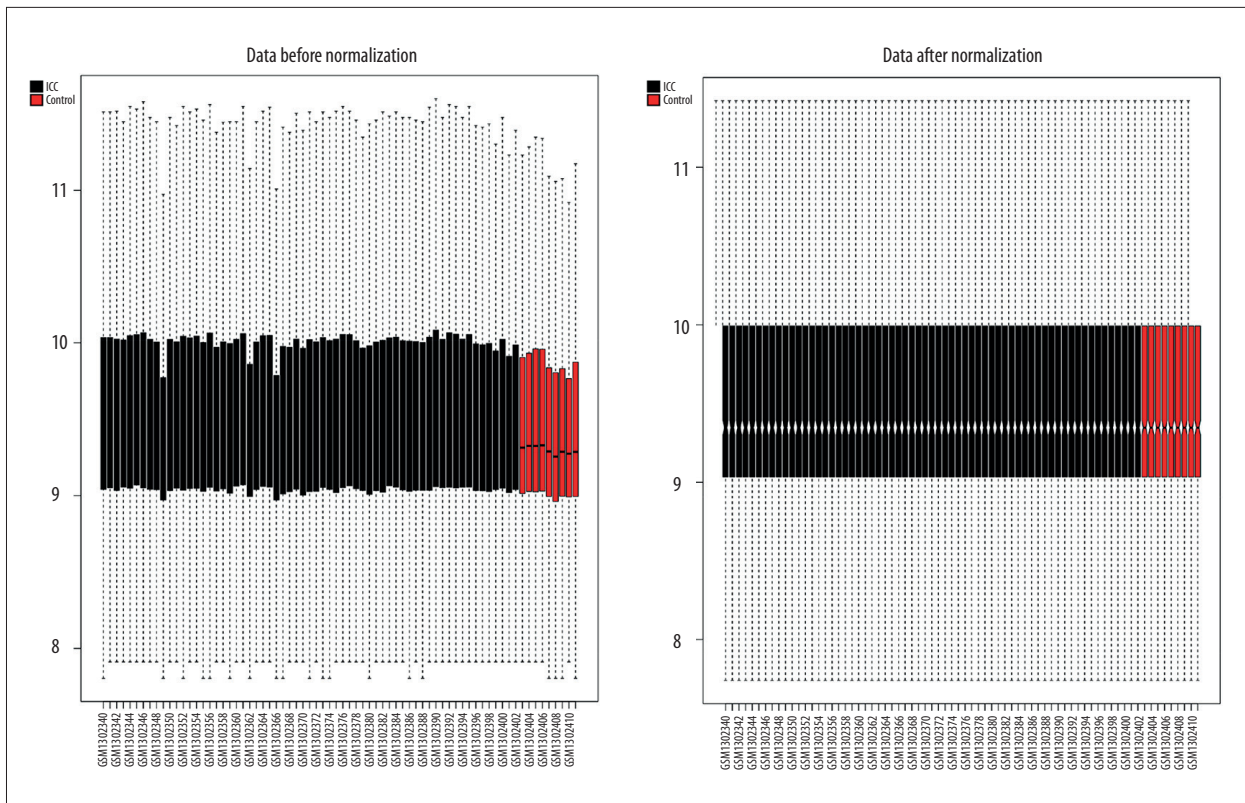 Data before normalization
ICC
Control
11
10
9
8
GSM1302340
GSM1302342
GSM1302344
GSM1302346
GSM1302348
GSM1302350
GSM1302352
GSM1302354
GSM1302356
GSM1302358
GSM1302360
GSM1302362
GSM1302364
GSM1302366
GSM1302368
GSM1302370
GSM1302372
GSM1302374
GSM1302376
GSM1302378
GSM1302380
GSM1302382
GSM1302384
GSM1302386
GSM1302388
GSM1302390
GSM1302392
GSM1302394
GSM1302396
GSM1302398
GSM1302400
GSM1302402
GSM1302404
GSM1302406
GSM1302408
GSM1302410
Data after normalization
ICC
Control
11
10
9
8
GSM1302340
GSM1302342
GSM1302344
GSM1302346
GSM1302348
GSM1302350
GSM1302352
GSM1302354
GSM1302356
GSM1302358
GSM1302360
GSM1302362
GSM1302364
GSM1302366
GSM1302368
GSM1302370
GSM1302372
GSM1302374
GSM1302376
GSM1302378
GSM1302380
GSM1302382
GSM1302384
GSM1302386
GSM1302388
GSM1302390
GSM1302392
GSM1302394
GSM1302396
GSM1302398
GSM1302400
GSM1302402
GSM1302404
GSM1302406
GSM1302408
GSM1302410